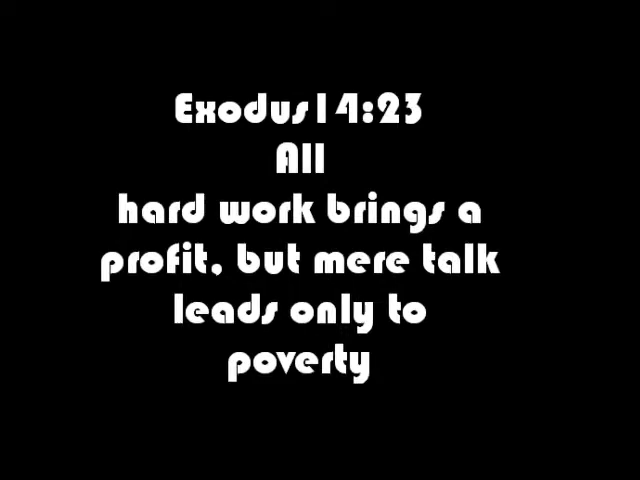 Exodus14:23
All
hard work brings a
profit, but mere talk
leads only to
poverty